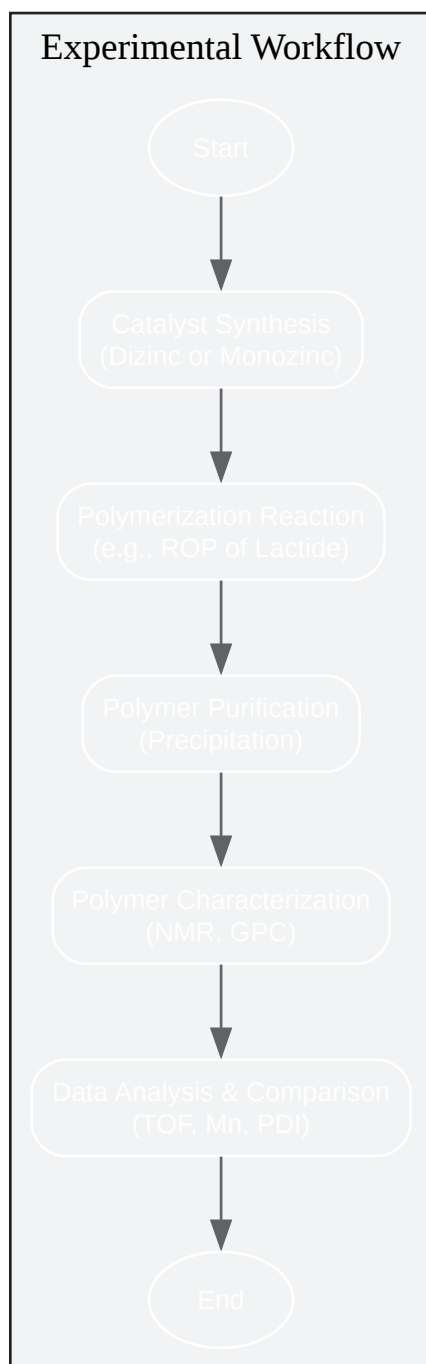 Experimental Workflow
Start
Catalyst Synthesis
(Dizinc or Monozinc)
Polymerization Reaction
(e.g., ROP of Lactide)
Polymer Purification
(Precipitation)
Polymer Characterization
(NMR, GPC)
Data Analysis & Comparison
(TOF, Mn, PDI)
End